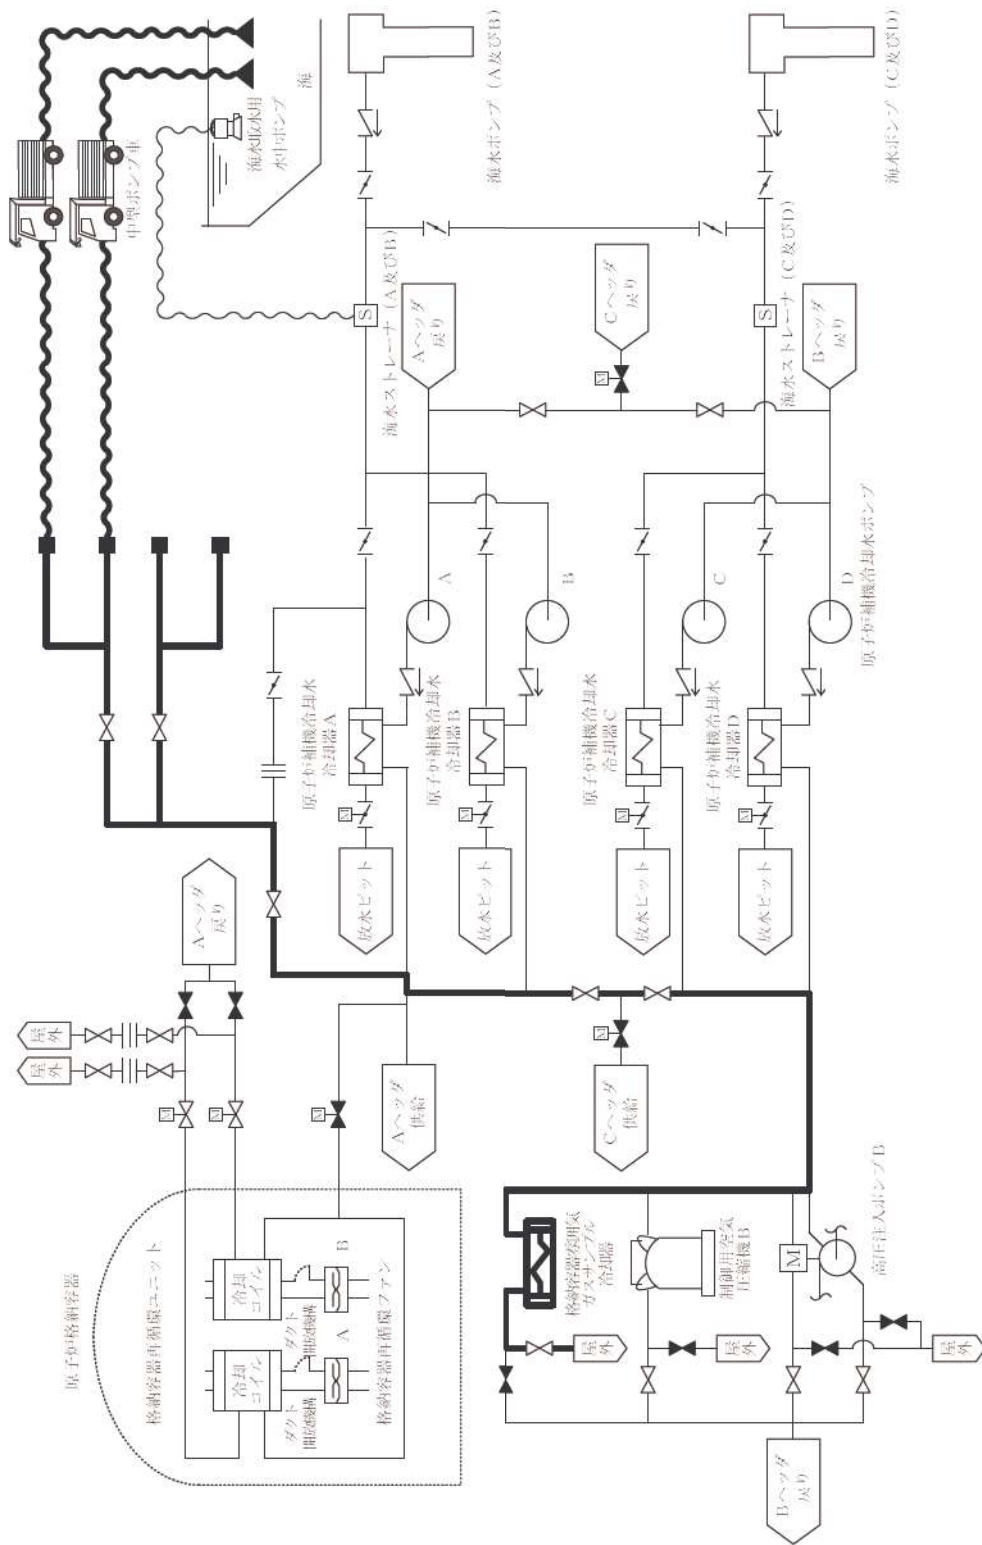 中型ポンプ車
海
海水取水用
水中ポンプ
海水ポンプ（A及びB）
海水ポンプ（C及びD）
S
海水ストレーナ（A及びB）
Aヘッダ
戻り
Cヘッダ
戻り
M
S
海水ストレーナ（C及びD）
Bヘッダ
戻り
A
B
C
D
原子炉補機冷却水ポンプ
原子炉補機冷却水
冷却器A
原子炉補機冷却水
冷却器B
原子炉補機冷却水
冷却器C
原子炉補機冷却水
冷却器D
M
M
M
M
放水ピット
放水ピット
放水ピット
放水ピット
Aヘッダ
戻り
屋外
屋外
M
M
M
Aヘッダ
供給
Cヘッダ
供給
原子炉格納容器
格納容器再循環ユニット
冷却
コイル
冷却
コイル
ダクト
開放機構
ダクト
開放機構
B
A
格納容器再循環ファン
格納容器雰囲気
ガスサンプル
冷却器
制御用空気
圧縮機B
M
高圧注入ポンプB
屋外
屋外
屋外
Bヘッダ
戻り